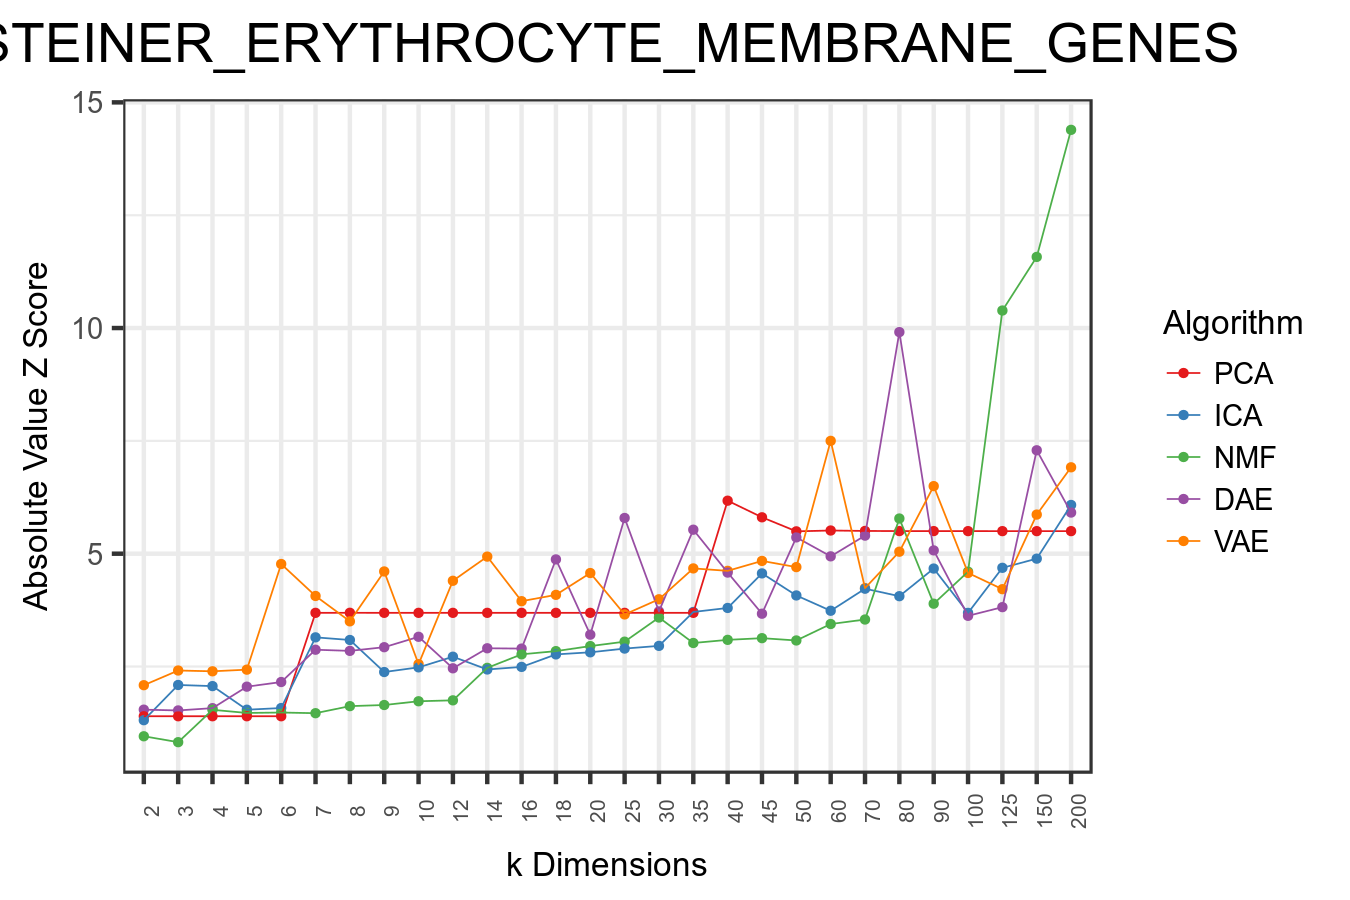 STEINER_ERYTHROCYTE_MEMBRANE_GENES
15
10
5
Absolute Value Z Score
2 3 4 5 6 7 8 9 10 12 14 16 18 20 25 30 35 40 45 50 60 70 80 90 100 125 150 200
k Dimensions
Algorithm
PCA
ICA
NMF
DAE
VAE